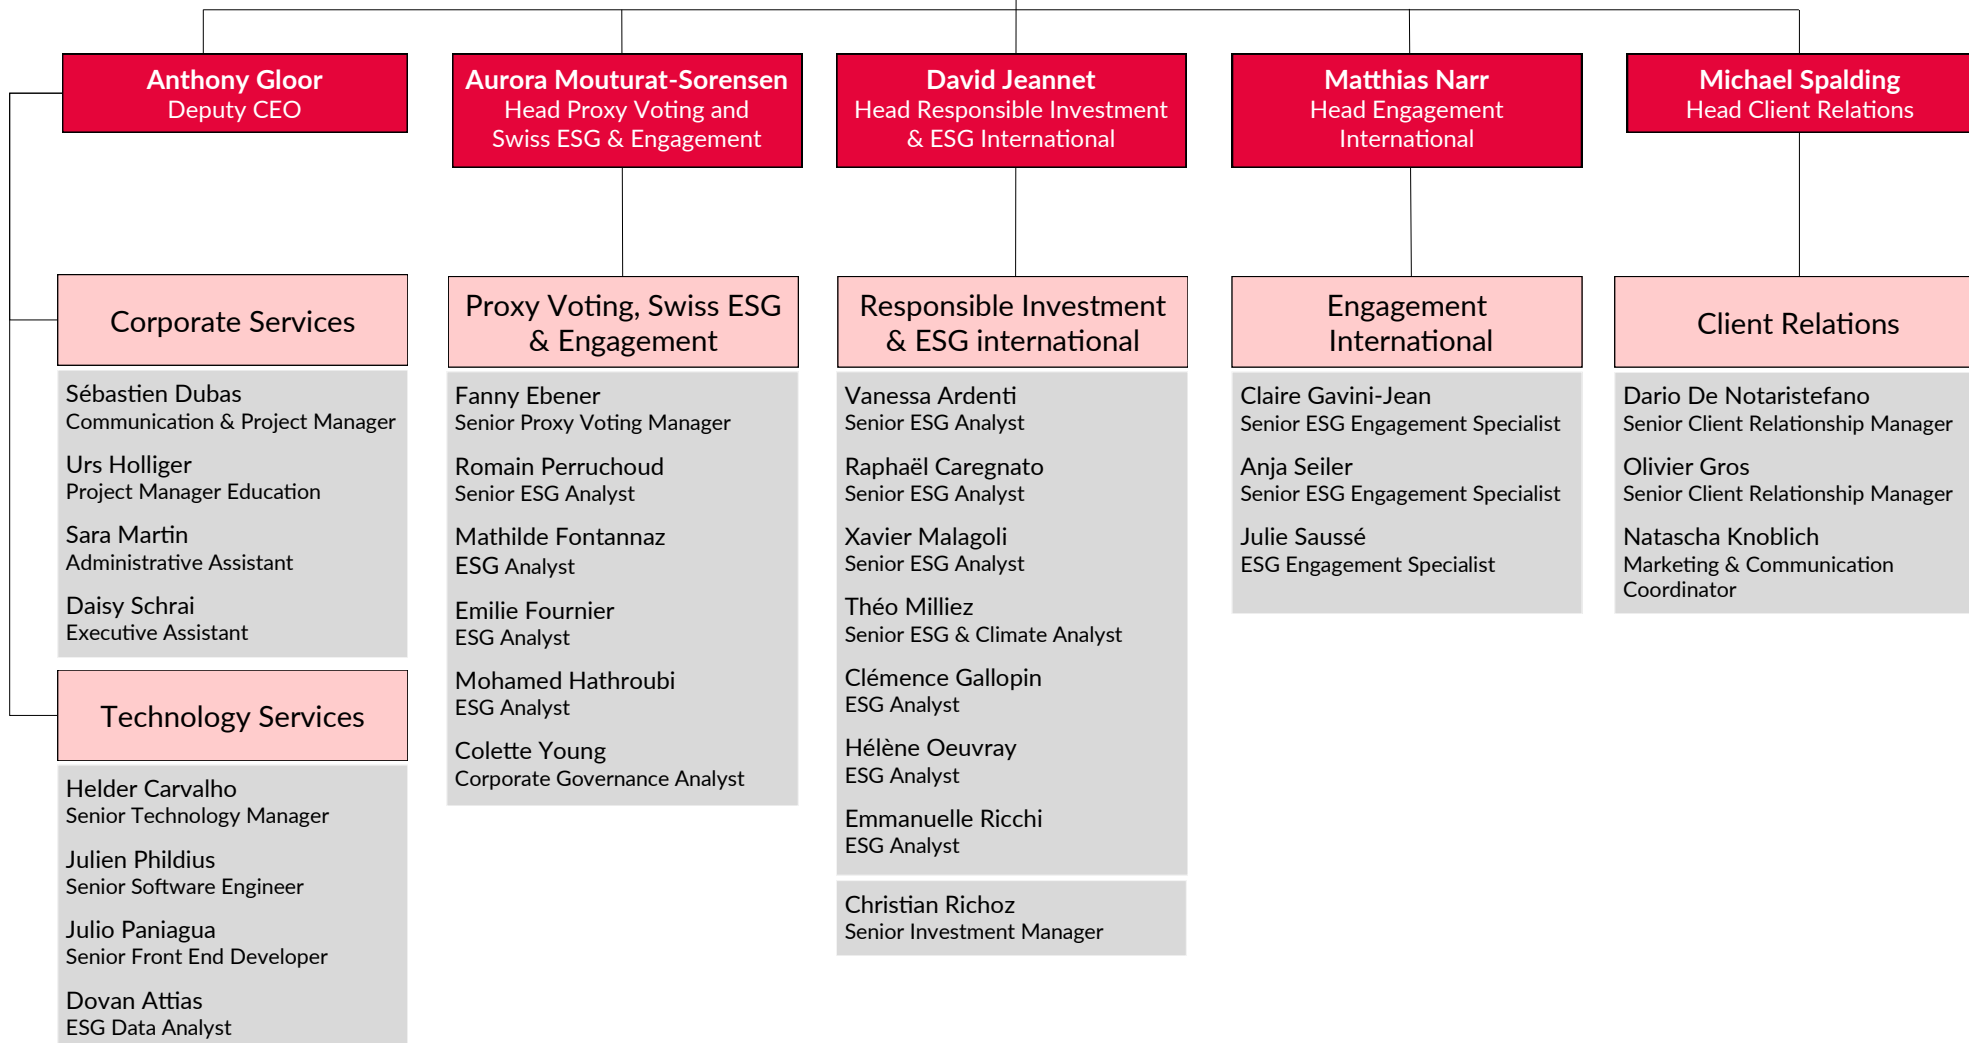 Anthony Gloor
Deputy CEO
Aurora Mouturat-Sorensen
Head Proxy Voting and
Swiss ESG & Engagement
David Jeannet
Head Responsible Investment
& ESG International
Matthias Narr
Head Engagement
International
Michael Spalding
Head Client Relations
Corporate Services
Sébastien Dubas
Communication & Project Manager
Urs Holliger
Project Manager Education
Sara Martin
Administrative Assistant
Daisy Schrai
Executive Assistant
Technology Services
Helder Carvalho
Senior Technology Manager
Julien Phildius
Senior Software Engineer
Julio Paniagua
Senior Front End Developer
Dovan Attias
ESG Data Analyst
Proxy Voting, Swiss ESG
& Engagement
Fanny Ebener
Senior Proxy Voting Manager
Romain Perruchoud
Senior ESG Analyst
Mathilde Fontannaz
ESG Analyst
Emilie Fournier
ESG Analyst
Mohamed Hathroubi
ESG Analyst
Colette Young
Corporate Governance Analyst
Responsible Investment
& ESG international
Vanessa Ardenti
Senior ESG Analyst
Raphaël Caregnato
Senior ESG Analyst
Xavier Malagoli
Senior ESG Analyst
Théo Milliez
Senior ESG & Climate Analyst
Clémence Gallopin
ESG Analyst
Hélène Oeuvray
ESG Analyst
Emmanuelle Ricchi
ESG Analyst
Christian Richoz
Senior Investment Manager
Engagement
International
Claire Gavini-Jean
Senior ESG Engagement Specialist
Anja Seiler
Senior ESG Engagement Specialist
Julie Saussé
ESG Engagement Specialist
Client Relations
Dario De Notaristefano
Senior Client Relationship Manager
Olivier Gros
Senior Client Relationship Manager
Natascha Knoblich
Marketing & Communication
Coordinator